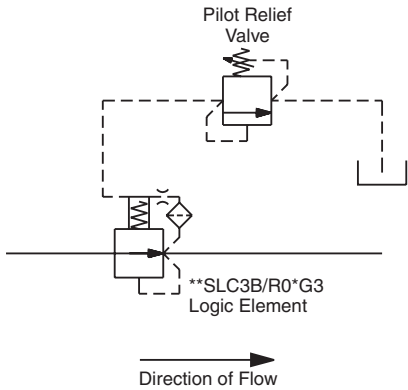 Pilot Relief
Valve
**SLC3B/R0*G3
Logic Element
Direction of Flow